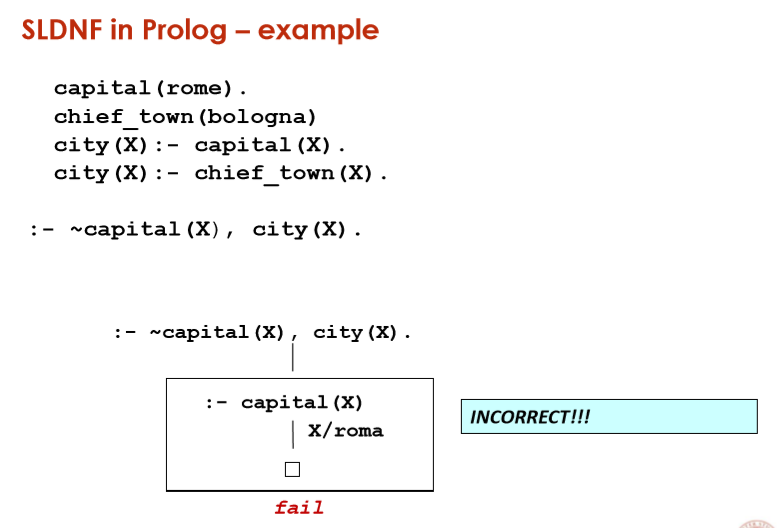 SLDNF in Prolog – example
capital(rome).
chief_town(bologna)
city(X):- capital(X).
city(X):- chief_town(X).
:- ~capital(X), city(X).
:- ~capital(X), city(X).
:- capital(X)
INCORRECT!!!
X/roma
fail